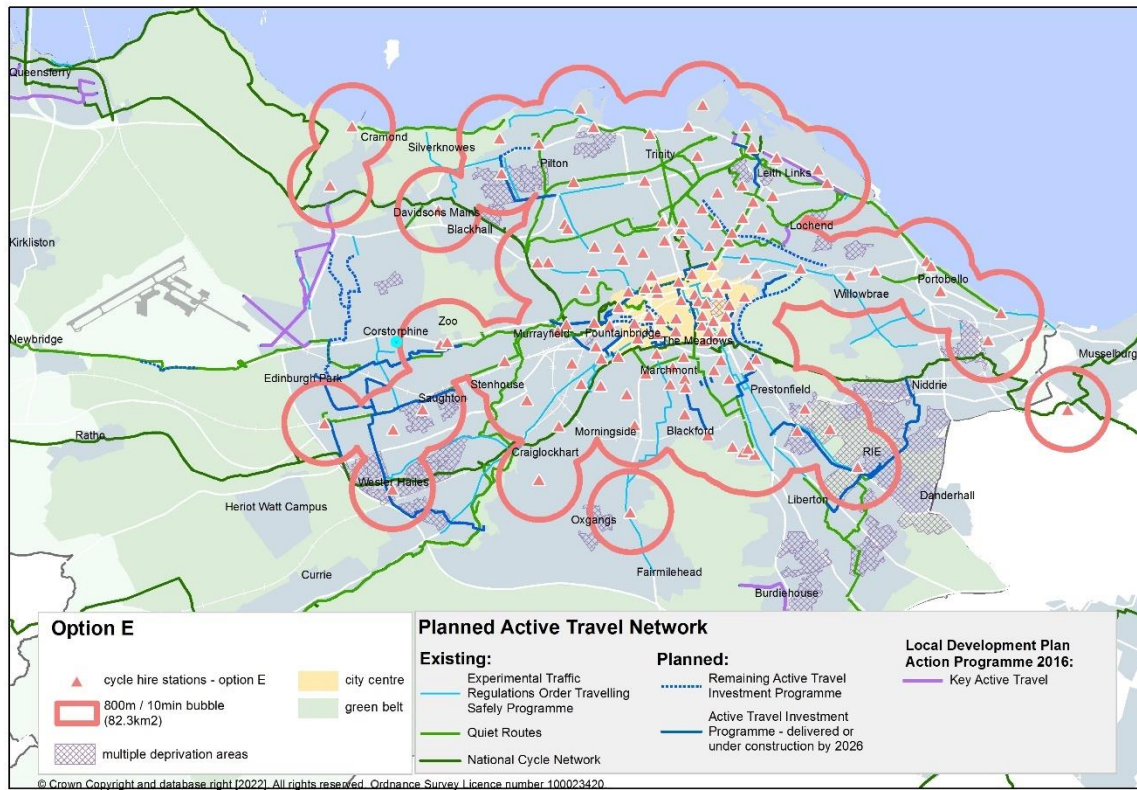 Queensferry
Cramond
Silverknowes
Pilton
Trinity
Leith Links
Davidsons Mains
Blackhall
Lochend
Kirkliston
Portobello
Willowbrae
Zoo
Corstorphine
Murrayfield
Fountainbridge
The Meadows
Newbridge
Musselburg
Edinburgh Park
Stenhouse
Marchmont
Prestonfield
Niddrie
Saughton
Ratho
Morningside
Blackford
Craiglockhart
RIE
Wester Hailes
Liberton
Danderhall
Heriot Watt Campus
Oxgangs
Currie
Fairmilehead
Burdiehouse
Option E
cycle hire stations - option E
800m / 10min bubble
(82.3km2)
multiple deprivation areas
city centre
green belt
Planned Active Travel Network
Existing:
Experimental Traffic
Regulations Order Travelling
Safely Programme
Quiet Routes
National Cycle Network
Planned:
Remaining Active Travel
Investment Programme
Active Travel Investment
Programme - delivered or
under construction by 2026
Local Development Plan
Action Programme 2016:
Key Active Travel
© Crown Copyright and database right [2022]. All rights reserved. Ordnance Survey Licence number 100023420.